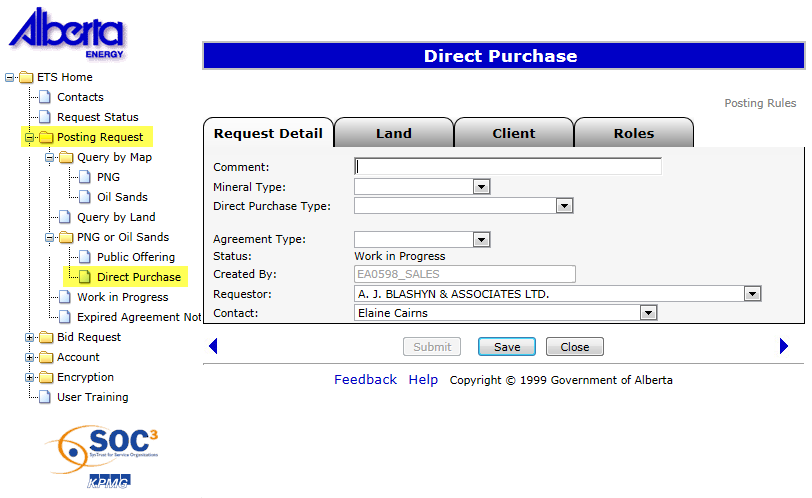 Alberta
ENERGY
ETS Home
Contacts
Request Status
Posting Request
Query by Map
PNG
Oil Sands
Query by Land
PNG or Oil Sands
Public Offering
Direct Purchase
Work in Progress
Expired Agreement Not
Bid Request
Account
Encryption
User Training
SOC3
SysTrust for Service Organizations
KPMG
Direct Purchase
Posting Rules
Request Detail Land Client Roles
Comment:
Mineral Type:
Direct Purchase Type:
Agreement Type:
Status: Work in Progress
Created By: EA0598_SALES
Requestor: A. J. BLASHYN & ASSOCIATES LTD.
Contact: Elaine Cairns
Submit Save Close
Feedback Help Copyright © 1999 Government of Alberta